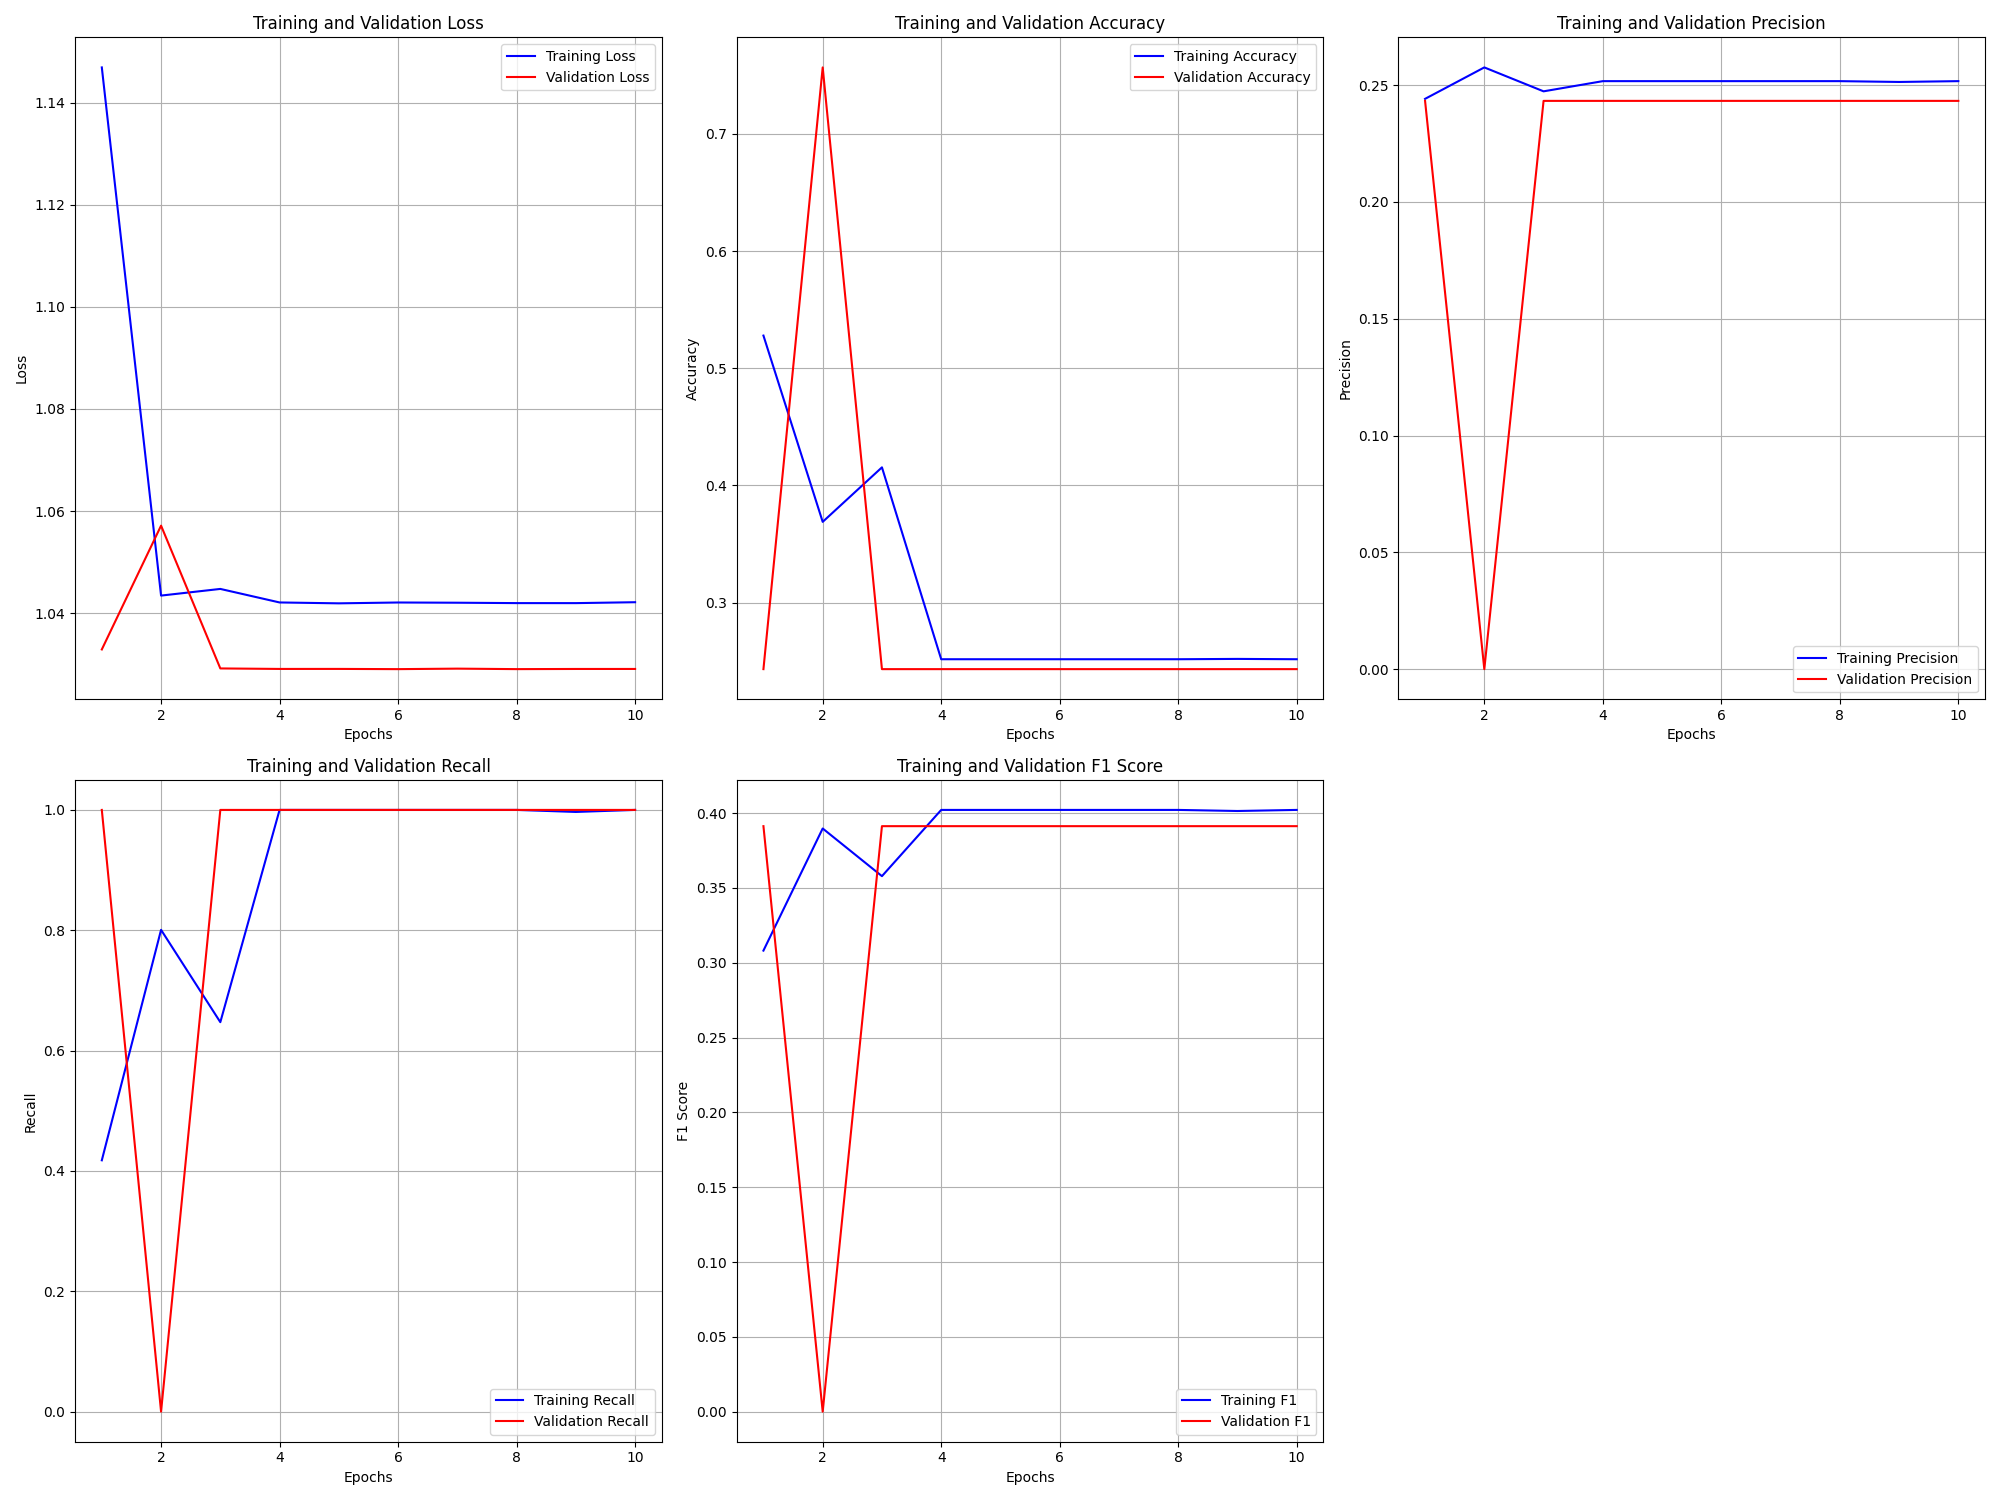 Training and Validation Loss
Training Loss
Validation Loss
1.14
1.12
1.10
1.08
1.06
1.04
Loss
2 4 6 8 10
Epochs
Training and Validation Accuracy
Training Accuracy
Validation Accuracy
0.7
0.6
0.5
0.4
0.3
Accuracy
2 4 6 8 10
Epochs
Training and Validation Precision
0.25
0.20
0.15
0.10
0.05
0.00
Precision
Training Precision
Validation Precision
2 4 6 8 10
Epochs
Training and Validation Recall
1.0
0.8
0.6
0.4
0.2
0.0
Recall
Training Recall
Validation Recall
2 4 6 8 10
Epochs
Training and Validation F1 Score
0.40
0.35
0.30
0.25
0.20
0.15
0.10
0.05
0.00
F1 Score
Training F1
Validation F1
2 4 6 8 10
Epochs